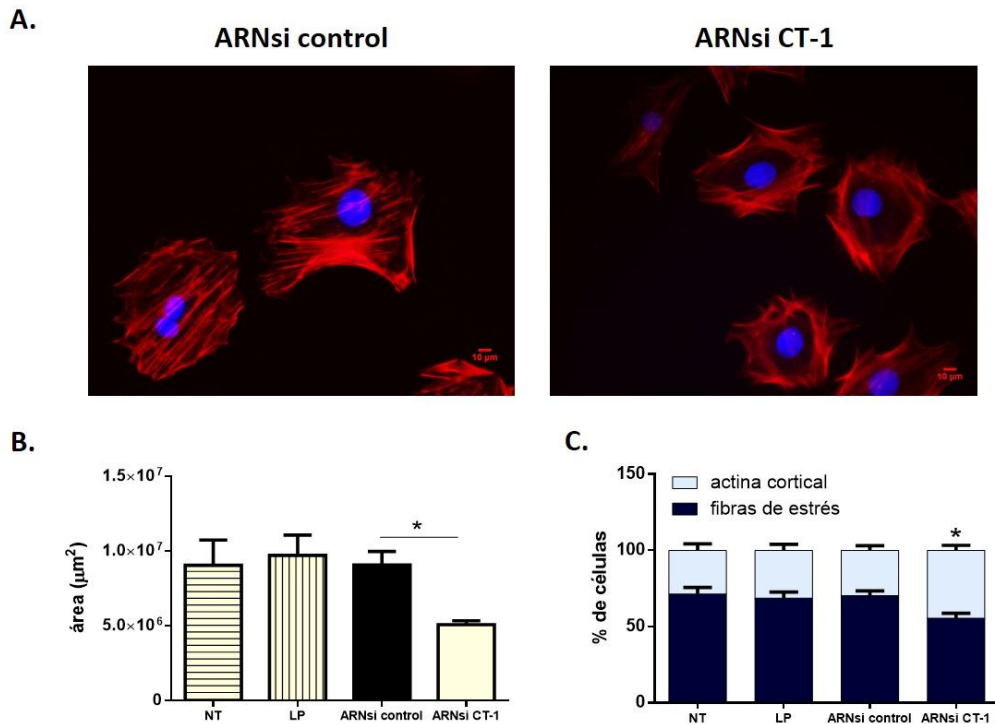 A.
ARNsi control
ARNsi CT-1
10 µm
10 µm
B.
1.5×10⁷
1.0×10⁷
5.0×10⁶
0
área (µm²)
*
NT
LP
ARNsi control
ARNsi CT-1
C.
150
100
50
0
% de células
actina cortical
fibras de estrés
*
NT
LP
ARNsi control
ARNsi CT-1